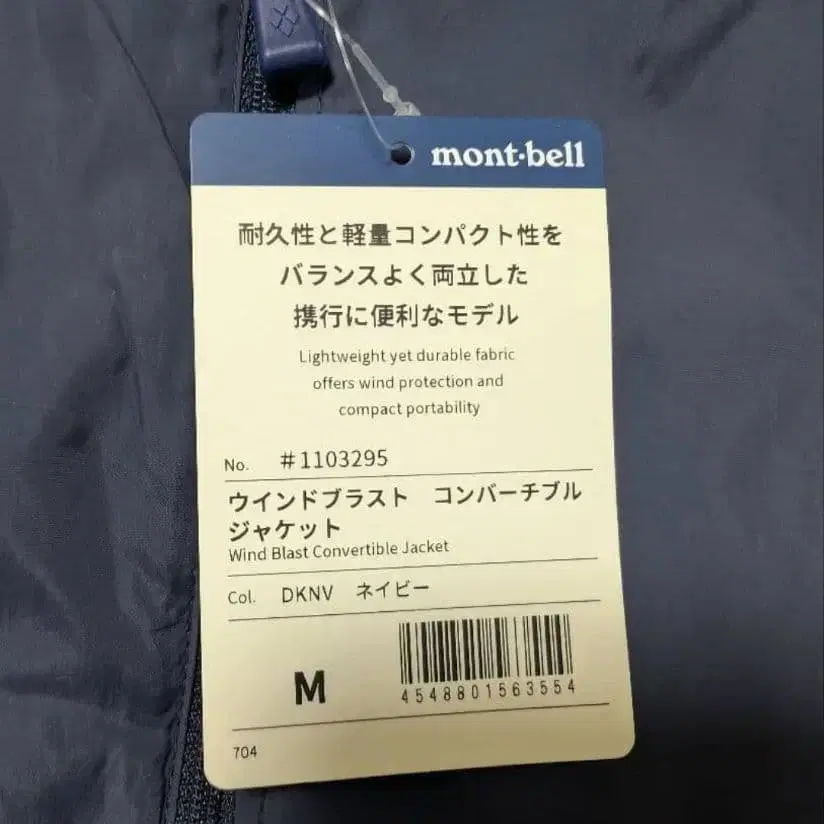 mont·bell
耐久性と軽量コンパクト性を
バランスよく両立した
携行に便利なモデル
Lightweight yet durable fabric
offers wind protection and
compact portability
No. #1103295
ウインドブラスト　コンバーチブル
ジャケット
Wind Blast Convertible Jacket
Col. DKNV　ネイビー
M
4548801563554
704